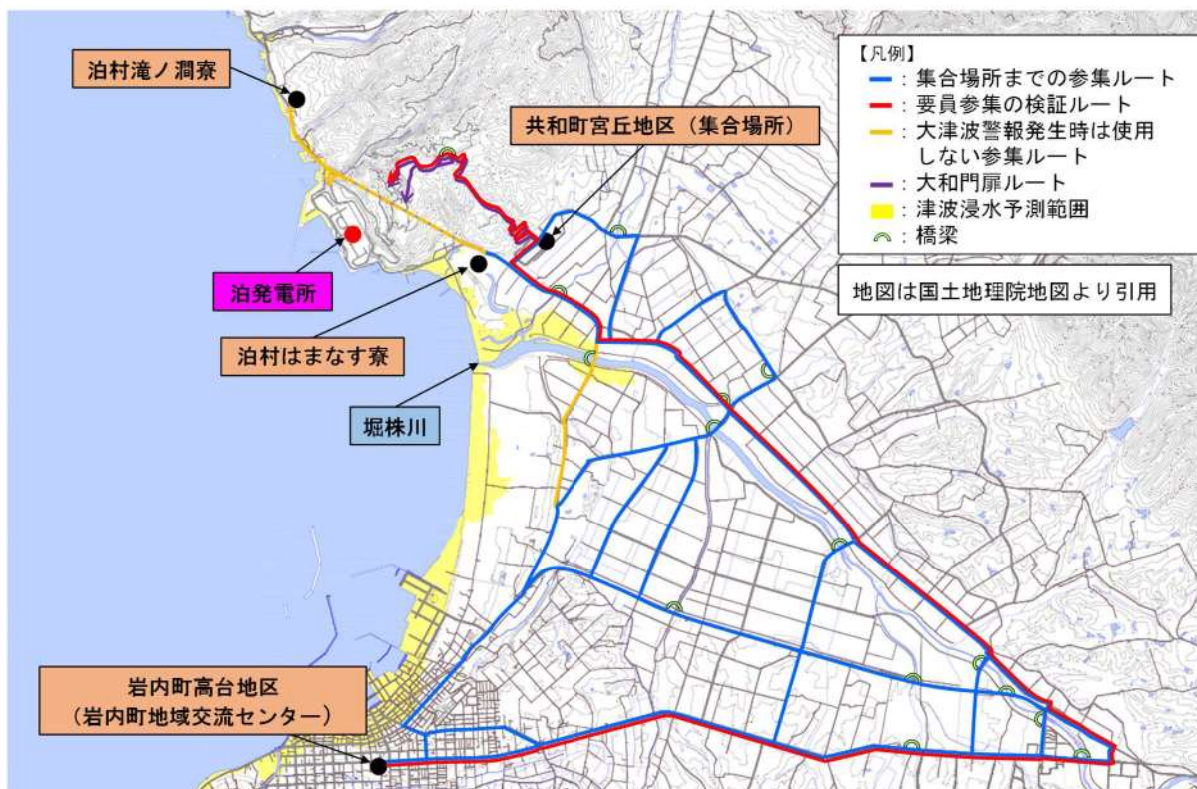 泊村滝ノ澗寮
共和町宮丘地区（集合場所）
泊発電所
泊村はまなす寮
堀株川
岩内町高台地区
（岩内町地域交流センター）
【凡例】
：集合場所までの参集ルート
：要員参集の検証ルート
：大津波警報発生時は使用
しない参集ルート
：大和門扉ルート
：津波浸水予測範囲
：橋梁
地図は国土地理院地図より引用